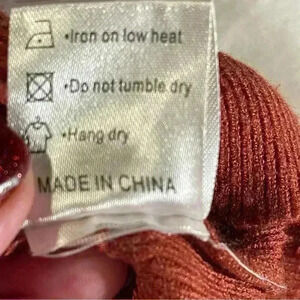 •Iron on low heat
•Do not tumble dry
•Hang dry
MADE IN CHINA